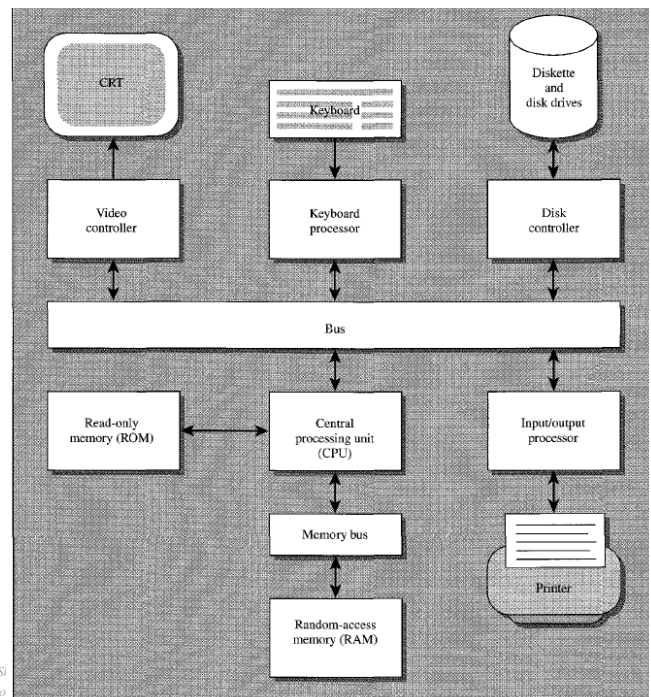 CRT
Keyboard
Diskette
and
disk drives
Video
controller
Keyboard
processor
Disk
controller
Bus
Read-only
memory (ROM)
Central
processing unit
(CPU)
Input/output
processor
Memory bus
Random-access
memory (RAM)
Printer